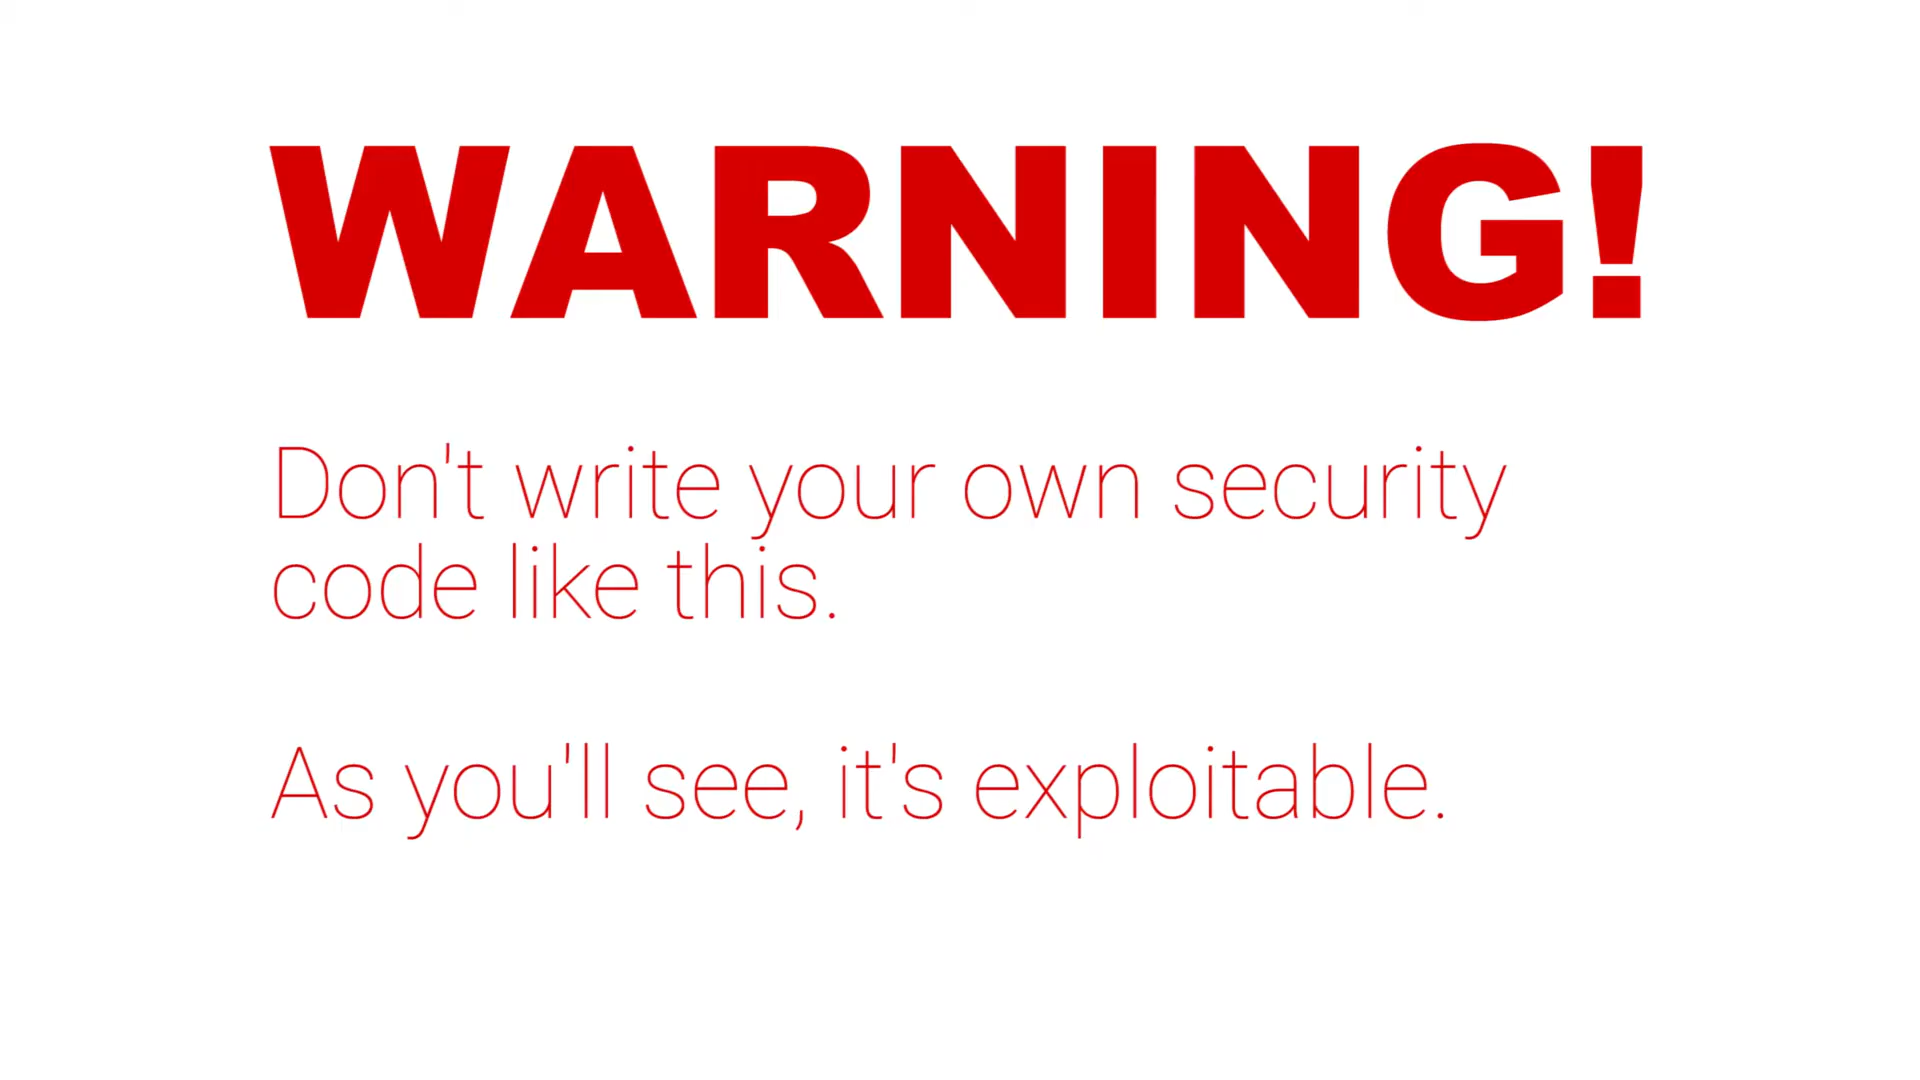 WARNING!
Don't write your own security
code like this.
As you'll see, it's exploitable.